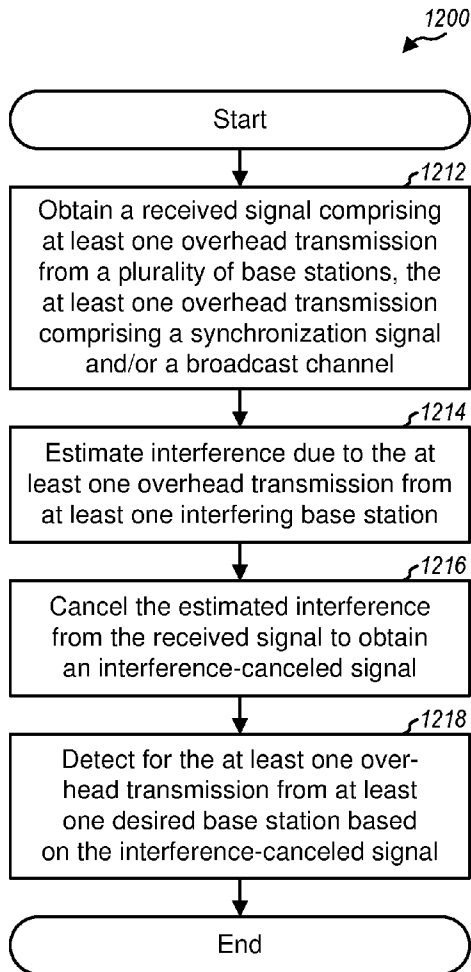 1200
Start
1212
Obtain a received signal comprising
at least one overhead transmission
from a plurality of base stations, the
at least one overhead transmission
comprising a synchronization signal
and/or a broadcast channel
1214
Estimate interference due to the at
least one overhead transmission from
at least one interfering base station
1216
Cancel the estimated interference
from the received signal to obtain
an interference-canceled signal
1218
Detect for the at least one over-
head transmission from at least
one desired base station based
on the interference-canceled signal
End